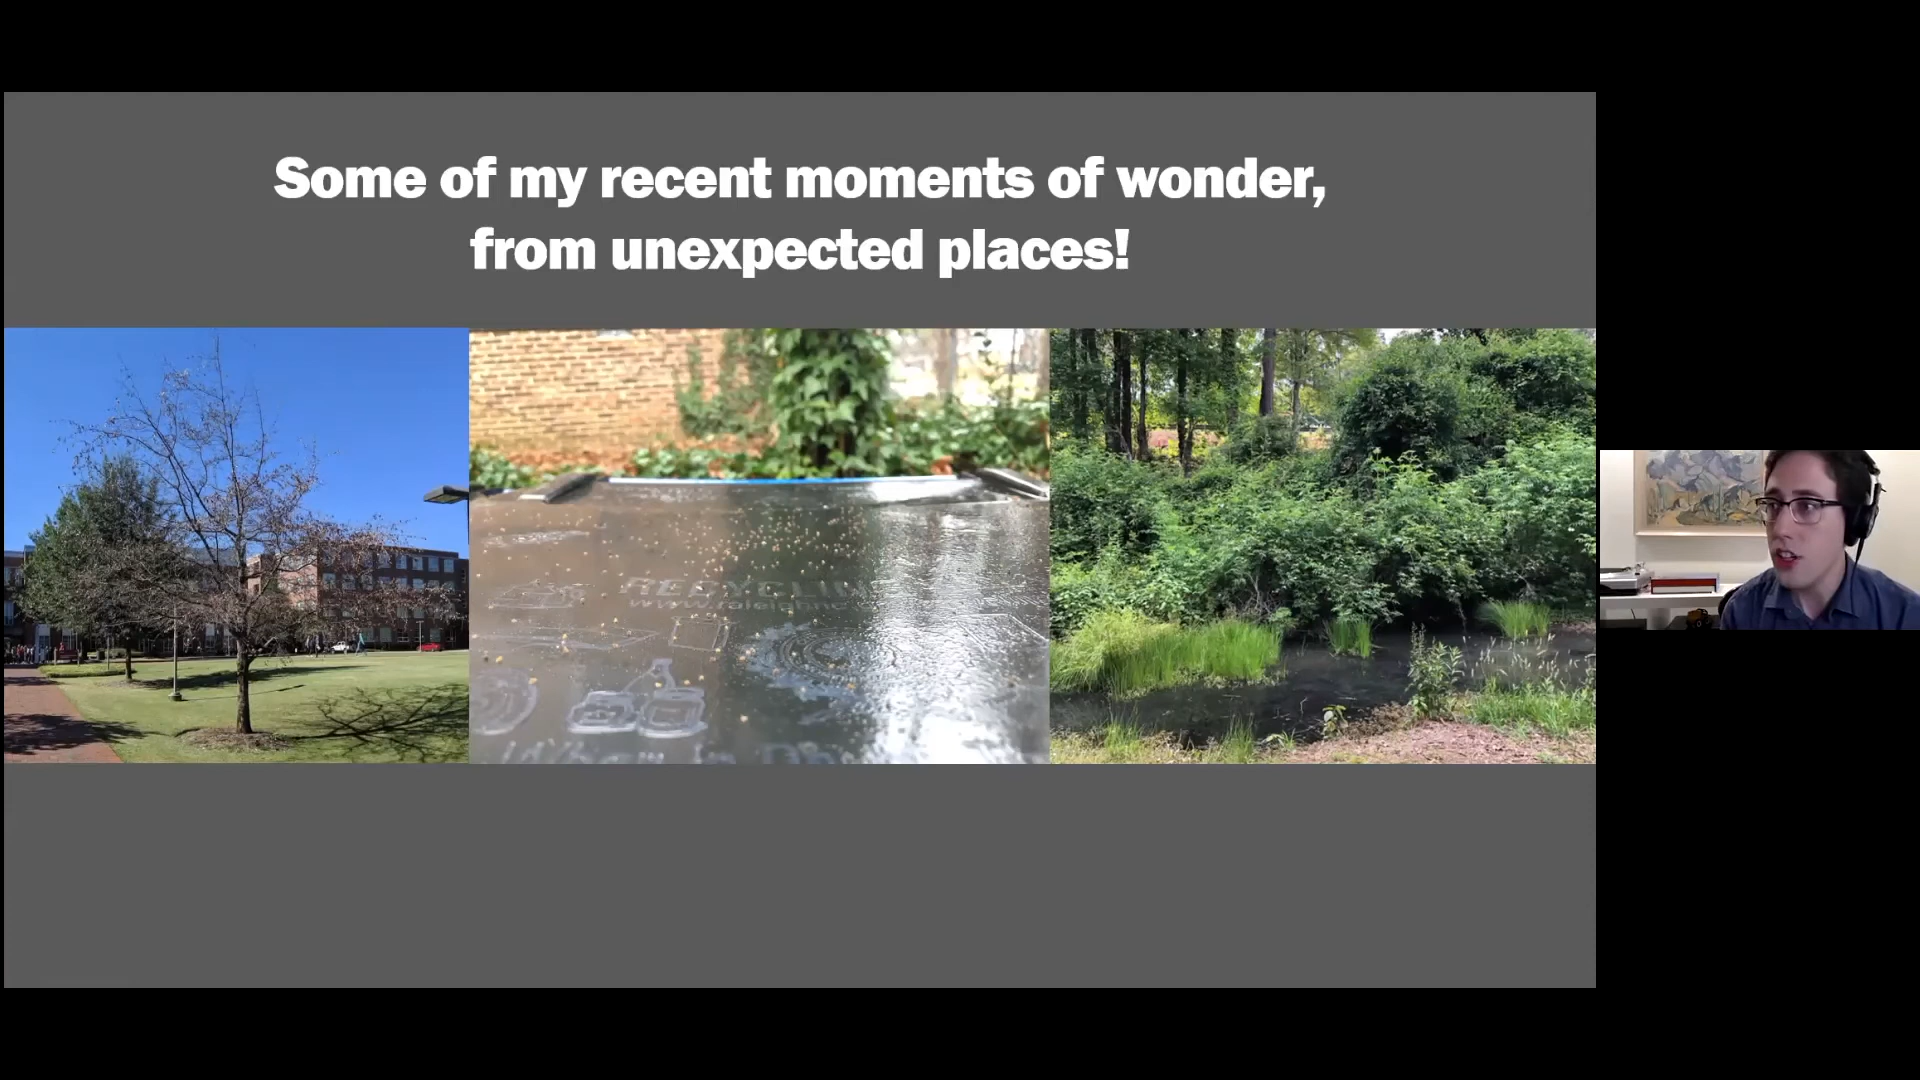 Some of my recent moments of wonder,
from unexpected places!